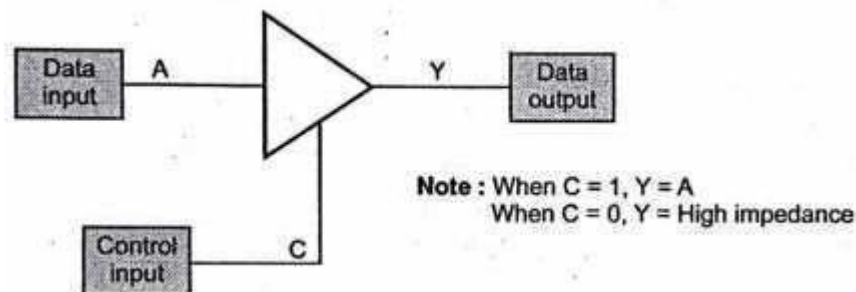 Data
input
A
Y
Data
output
Note : When C = 1, Y = A
When C = 0, Y = High impedance
Control
input
C